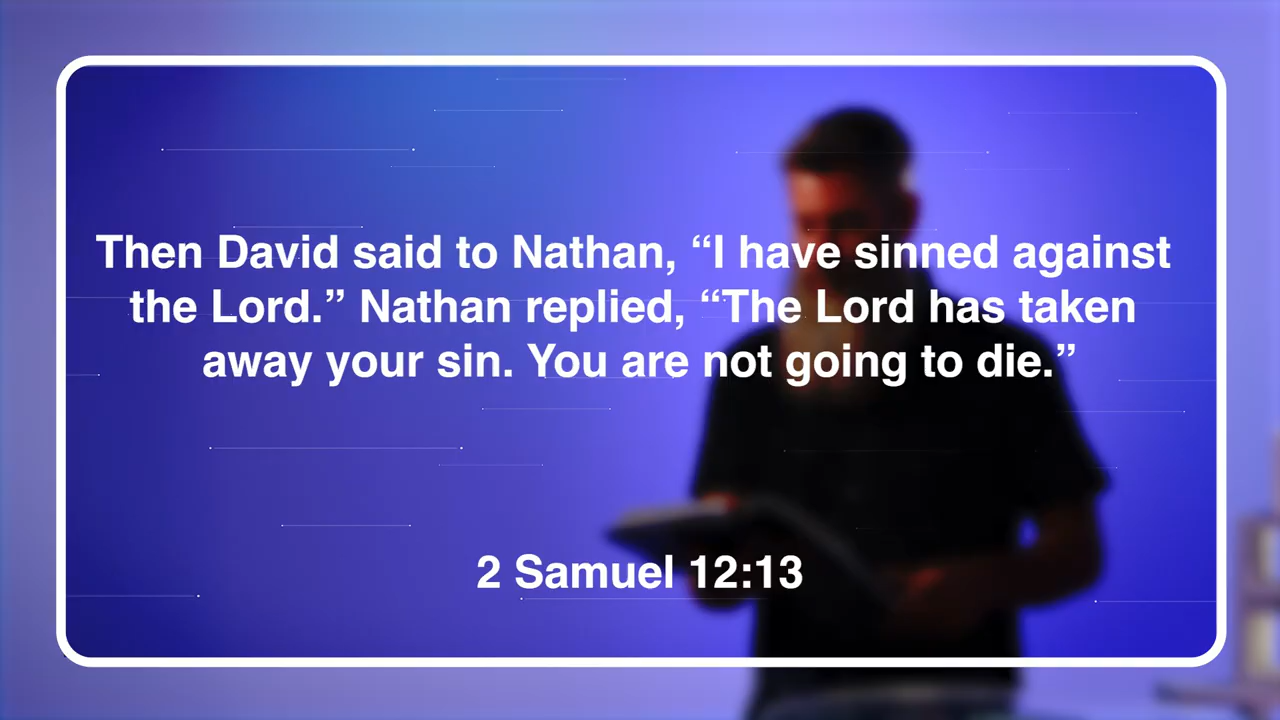 Then David said to Nathan, “I have sinned against
the Lord.” Nathan replied, “The Lord has taken
away your sin. You are not going to die.”
2 Samuel 12:13